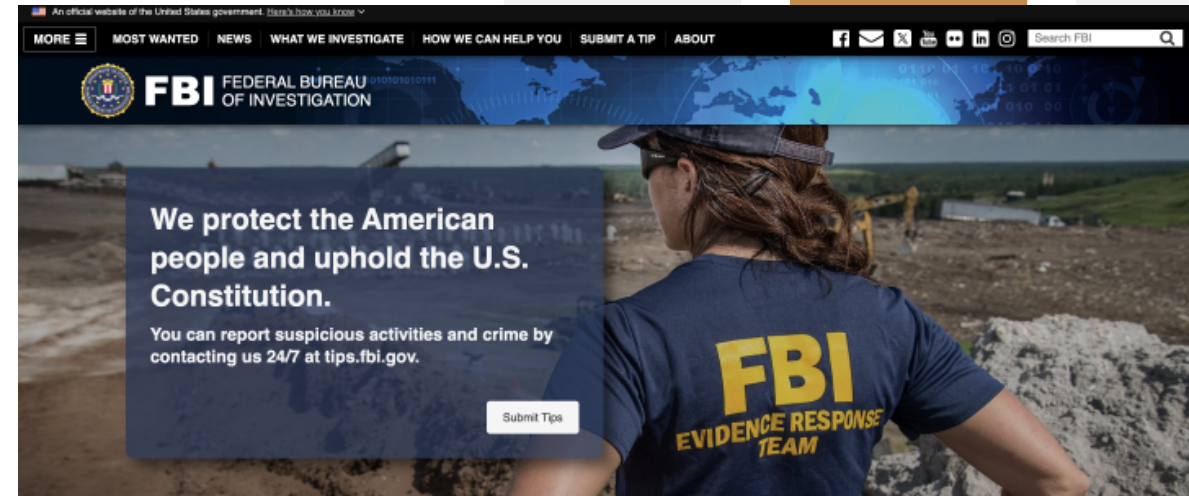 An official website of the United States government. Here's how you know
MORE
MOST WANTED
NEWS
WHAT WE INVESTIGATE
HOW WE CAN HELP YOU
SUBMIT A TIP
ABOUT
Search FBI
FBI
FEDERAL BUREAU
OF INVESTIGATION
We protect the American
people and uphold the U.S.
Constitution.
You can report suspicious activities and crime by
contacting us 24/7 at tips.fbi.gov.
Submit Tips
FBI
EVIDENCE RESPONSE
TEAM